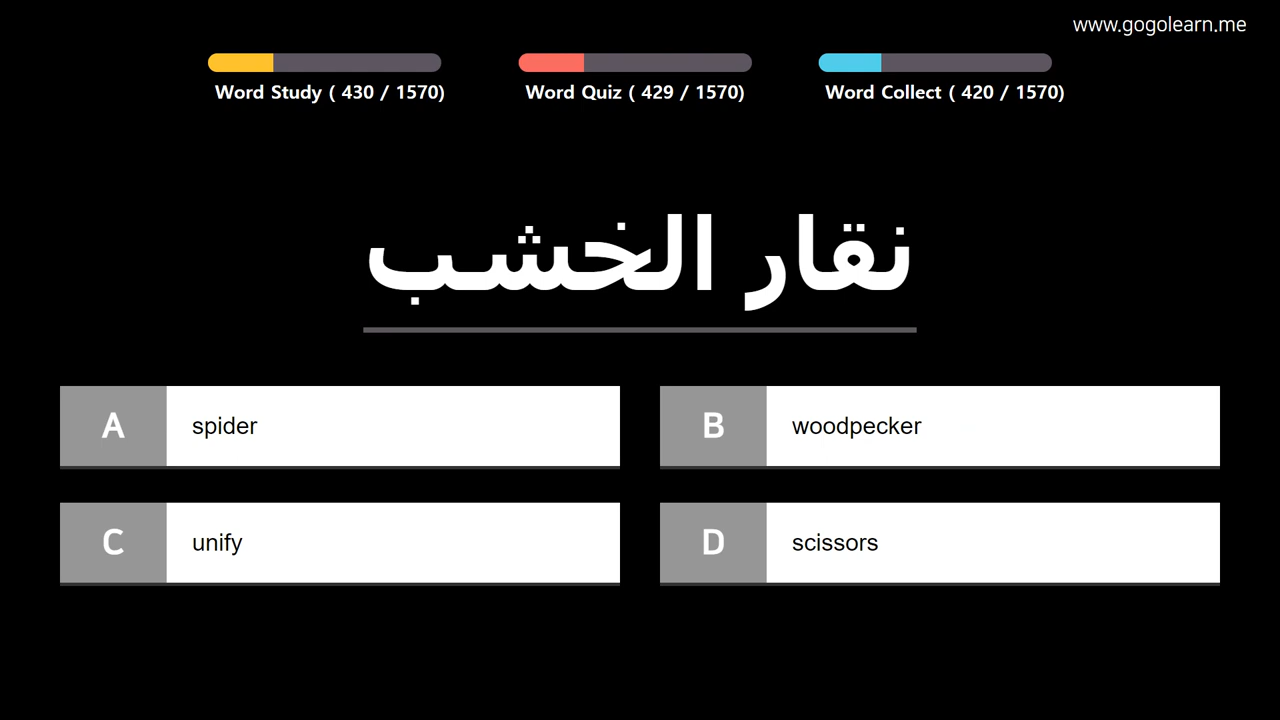 www.gogolearn.me
Word Study ( 430 / 1570)
Word Quiz ( 429 / 1570)
Word Collect ( 420 / 1570)
نقار الخشب
A spider
B woodpecker
C unify
D scissors